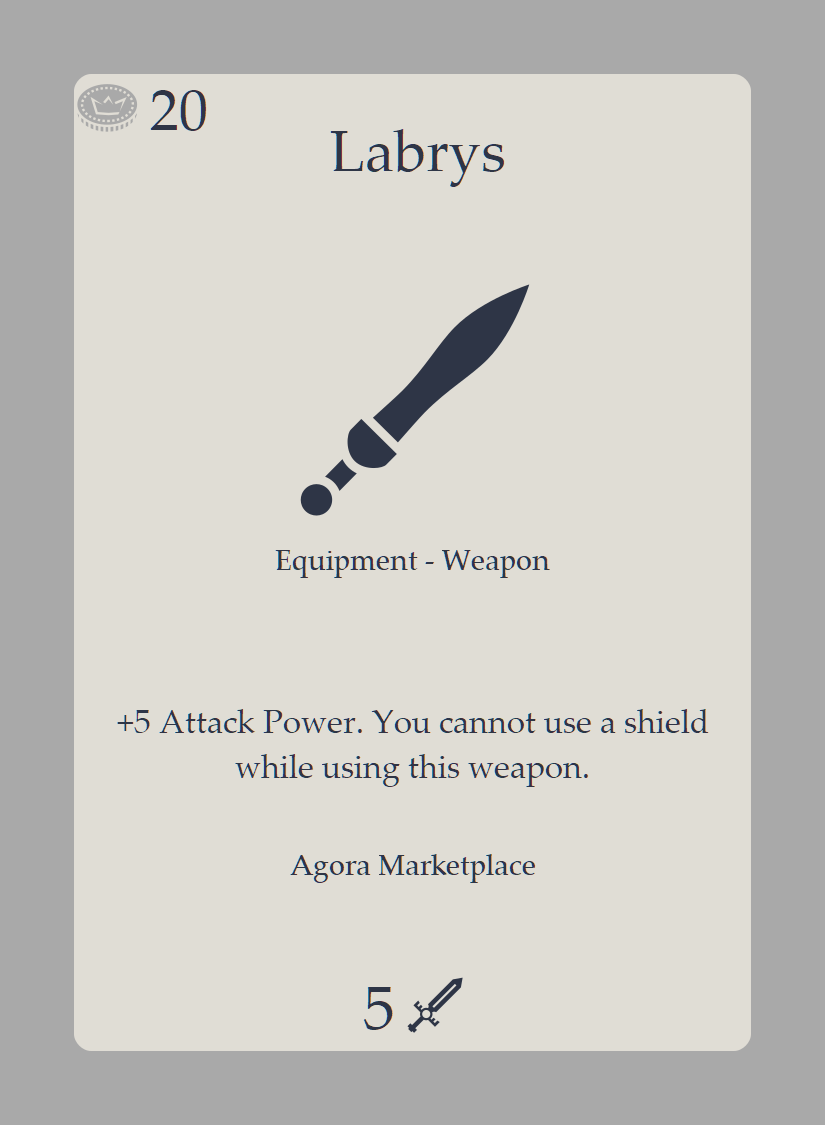 20
Labrys
Equipment - Weapon
+5 Attack Power. You cannot use a shield
while using this weapon.
Agora Marketplace
5